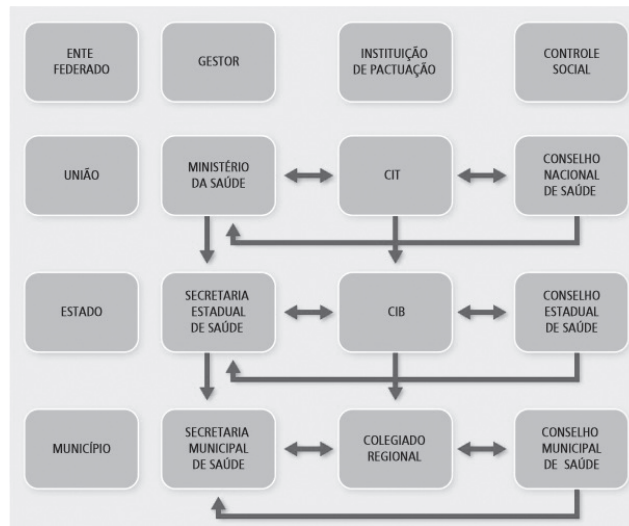 ENTE
FEDERADO
GESTOR
INSTITUIÇÃO
DE PACTUAÇÃO
CONTROLE
SOCIAL
UNIÃO
MINISTÉRIO
DA SAÚDE
CIT
CONSELHO
NACIONAL
DE SAÚDE
ESTADO
SECRETARIA
ESTADUAL
DE SAÚDE
CIB
CONSELHO
ESTADUAL
DE SAÚDE
MUNICÍPIO
SECRETARIA
MUNICIPAL
DE SAÚDE
COLEGIADO
REGIONAL
CONSELHO
MUNICIPAL
DE SAÚDE